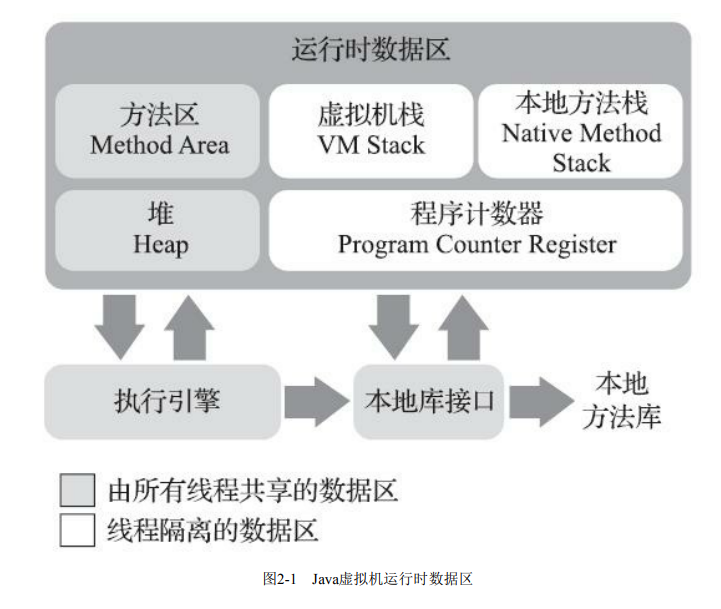 运行时数据区
方法区
Method Area
虚拟机栈
VM Stack
本地方法栈
Native Method
Stack
堆
Heap
程序计数器
Program Counter Register
执行引擎
本地库接口
本地
方法库
由所有线程共享的数据区
线程隔离的数据区
图2-1 Java虚拟机运行时数据区